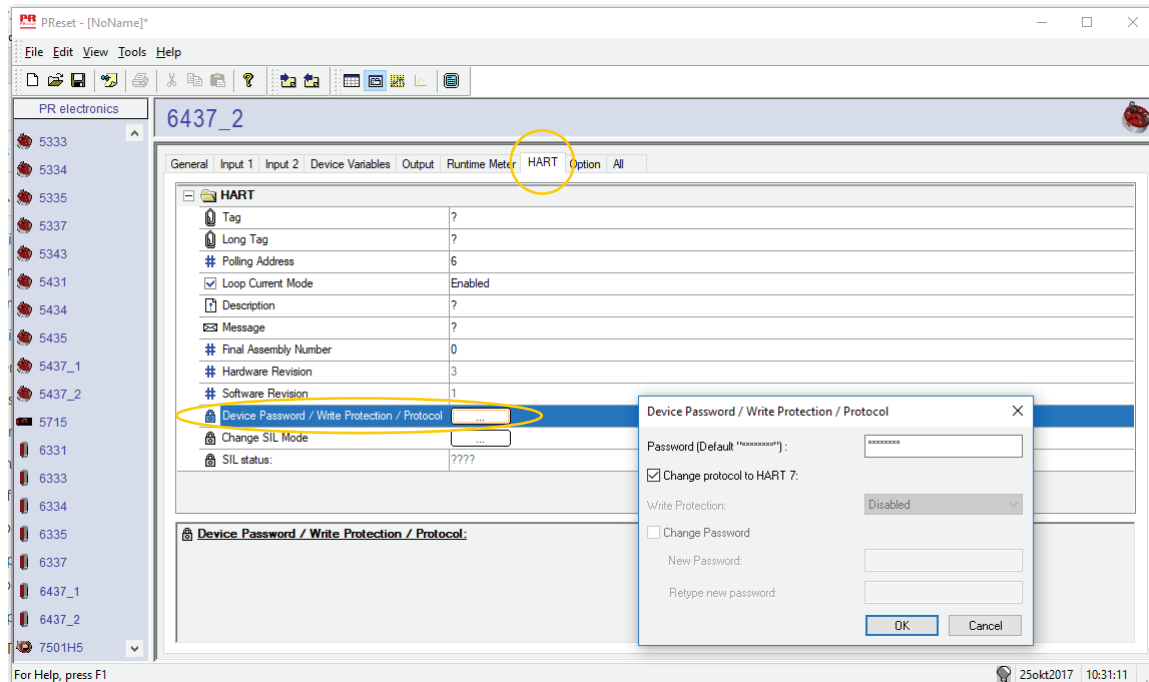 PReset - [NoName]*
File Edit View Tools Help
PR electronics
5333
5334
5335
5337
5343
5431
5434
5435
5437_1
5437_2
5715
6331
6333
6334
6335
6337
6437_1
6437_2
7501H5
6437_2
General Input 1 Input 2 Device Variables Output Runtime Meter HART Option All
HART
Tag ?
Long Tag ?
# Polling Address 6
Loop Current Mode Enabled
Description ?
Message ?
# Final Assembly Number 0
# Hardware Revision 3
# Software Revision 1
Device Password / Write Protection / Protocol ...
Change SIL Mode ...
SIL status: ????
Device Password / Write Protection / Protocol:
Device Password / Write Protection / Protocol
Password (Default "********") : ********
Change protocol to HART 7:
Write Protection: Disabled
Change Password
New Password:
Retype new password:
OK Cancel
For Help, press F1
25okt2017 10:31:11